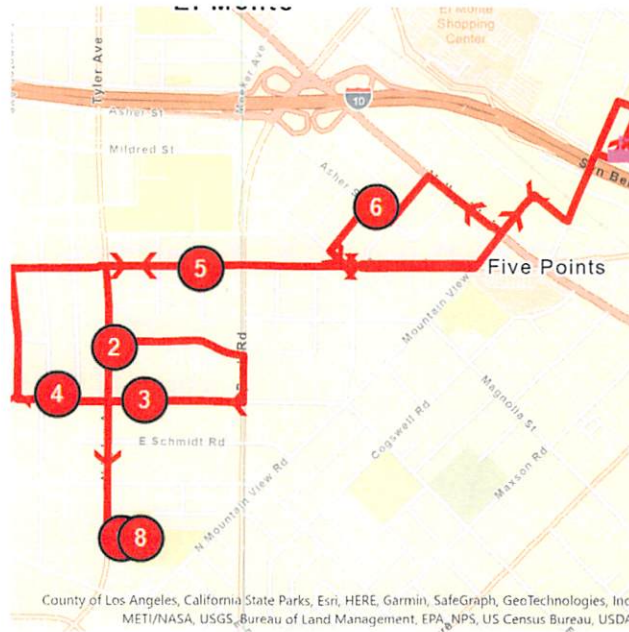 El Monte
El Monte
Shopping
Center
Tyler Ave
Meeker Ave
10
Asher St
Mildred St
Asher S
San Be
6
5
Five Points
Mountain View
2
Rd
4
3
Magnolia St
Cogswell Rd
E Schmidt Rd
Maxson Rd
N Mountain View Rd
8
County of Los Angeles, California State Parks, Esri, HERE, Garmin, SafeGraph, GeoTechnologies, Inc
METI/NASA, USGS, Bureau of Land Management, EPA, NPS, US Census Bureau, USDA